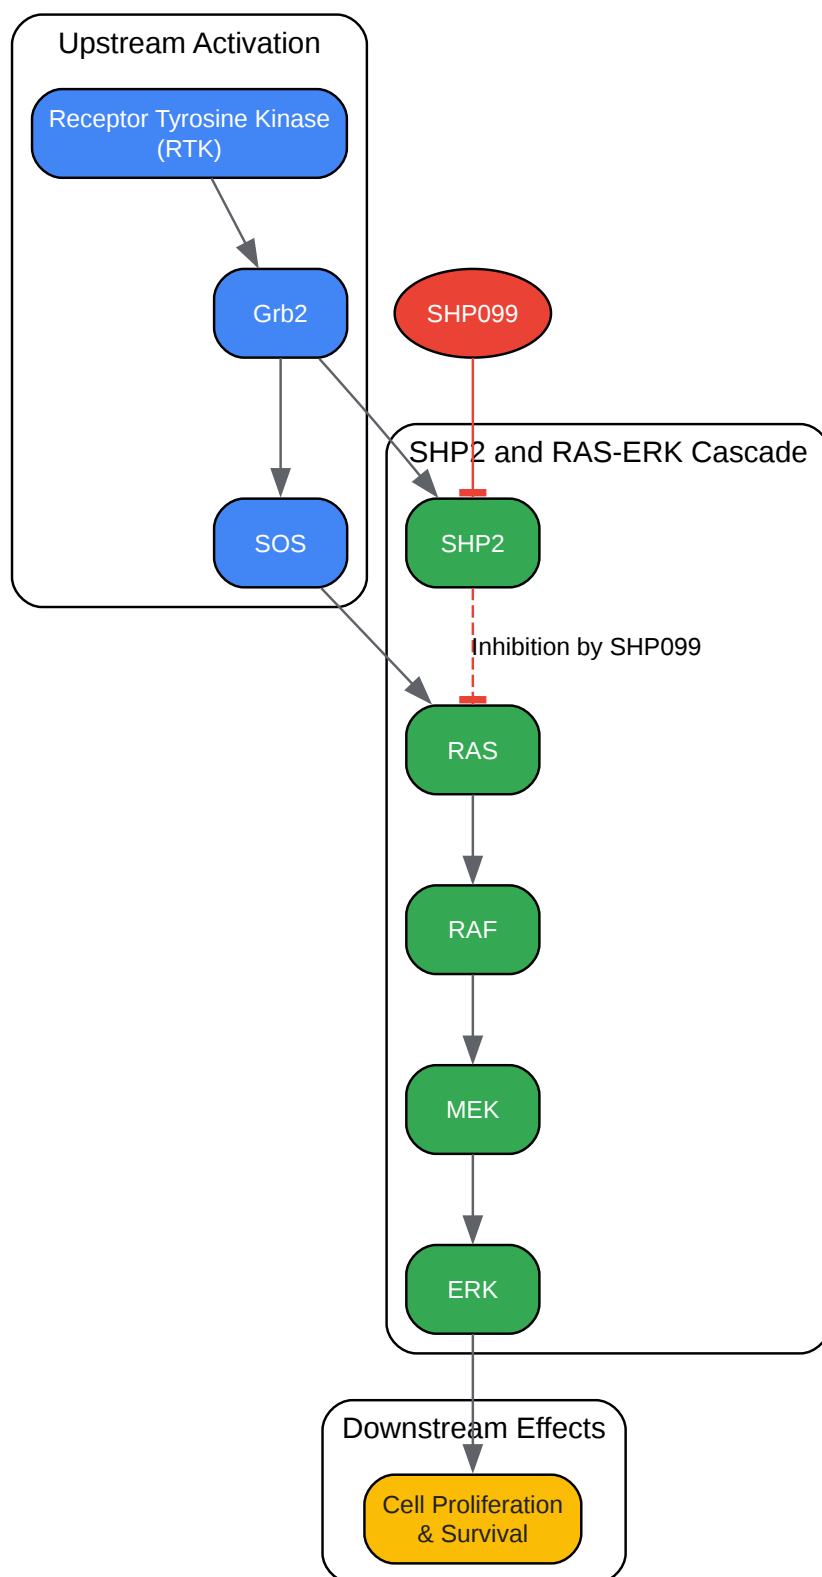 Upstream Activation
Receptor Tyrosine Kinase
(RTK)
Grb2
SHP099
SHP2 and RAS-ERK Cascade
SOS
SHP2
Inhibition by SHP099
RAS
RAF
MEK
ERK
Downstream Effects
Cell Proliferation
& Survival